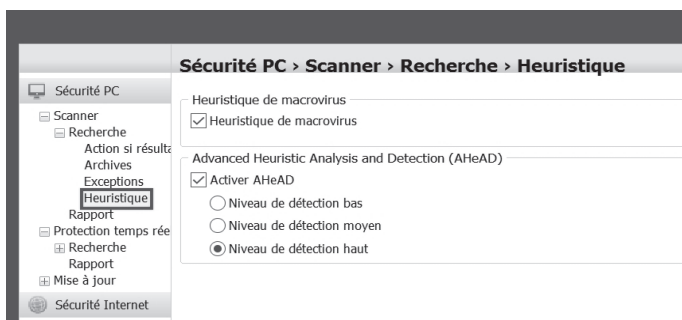 Sécurité PC › Scanner › Recherche › Heuristique
Sécurité PC
Scanner
Recherche
Action si résulta
Archives
Exceptions
Heuristique
Rapport
Protection temps rée
Recherche
Rapport
Mise à jour
Sécurité Internet
Heuristique de macrovirus
Heuristique de macrovirus
Advanced Heuristic Analysis and Detection (AHeAD)
Activer AHeAD
Niveau de détection bas
Niveau de détection moyen
Niveau de détection haut